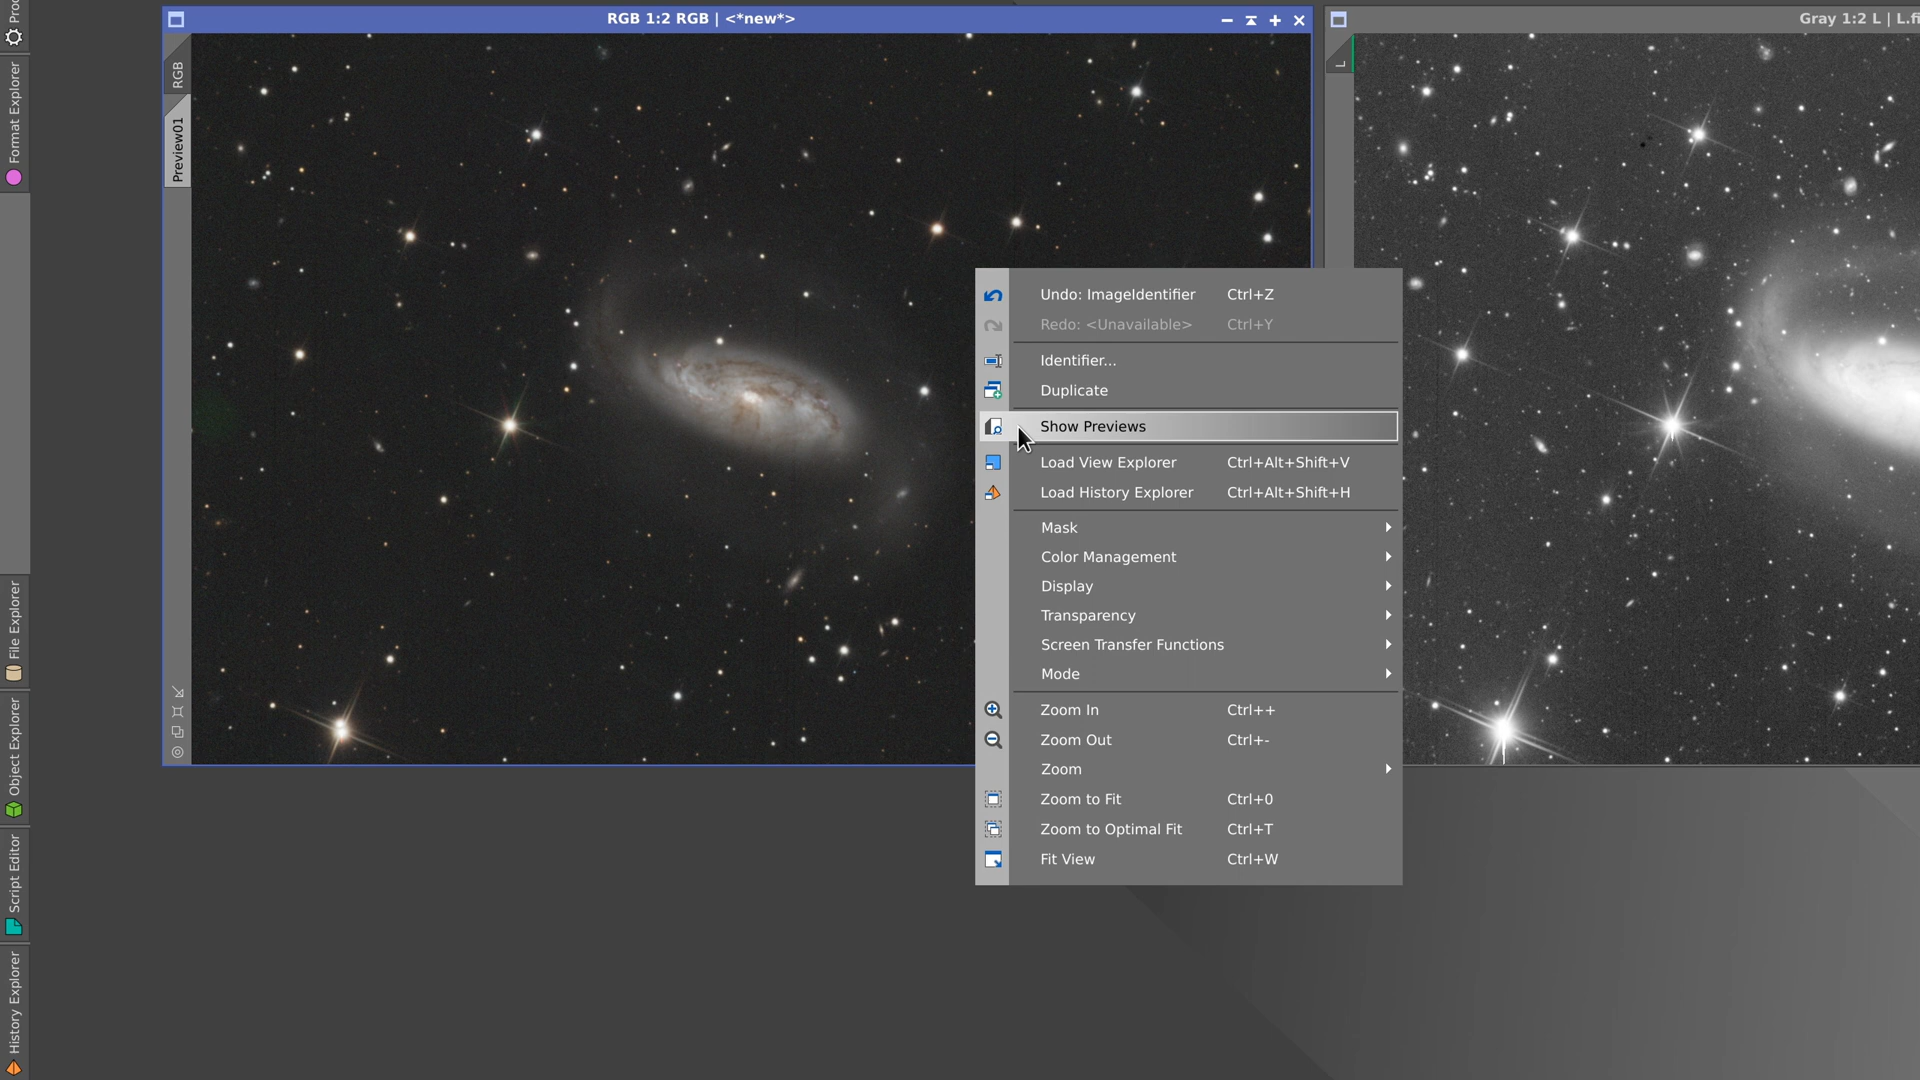 RGB 1:2 RGB | <*new*>
Gray 1:2 L | L.fi
RGB
Preview01
L
Format Explorer
File Explorer
Object Explorer
Script Editor
History Explorer
Undo: ImageIdentifier Ctrl+Z
Redo: <Unavailable> Ctrl+Y
Identifier...
Duplicate
Show Previews
Load View Explorer Ctrl+Alt+Shift+V
Load History Explorer Ctrl+Alt+Shift+H
Mask
Color Management
Display
Transparency
Screen Transfer Functions
Mode
Zoom In Ctrl++
Zoom Out Ctrl+-
Zoom
Zoom to Fit Ctrl+0
Zoom to Optimal Fit Ctrl+T
Fit View Ctrl+W